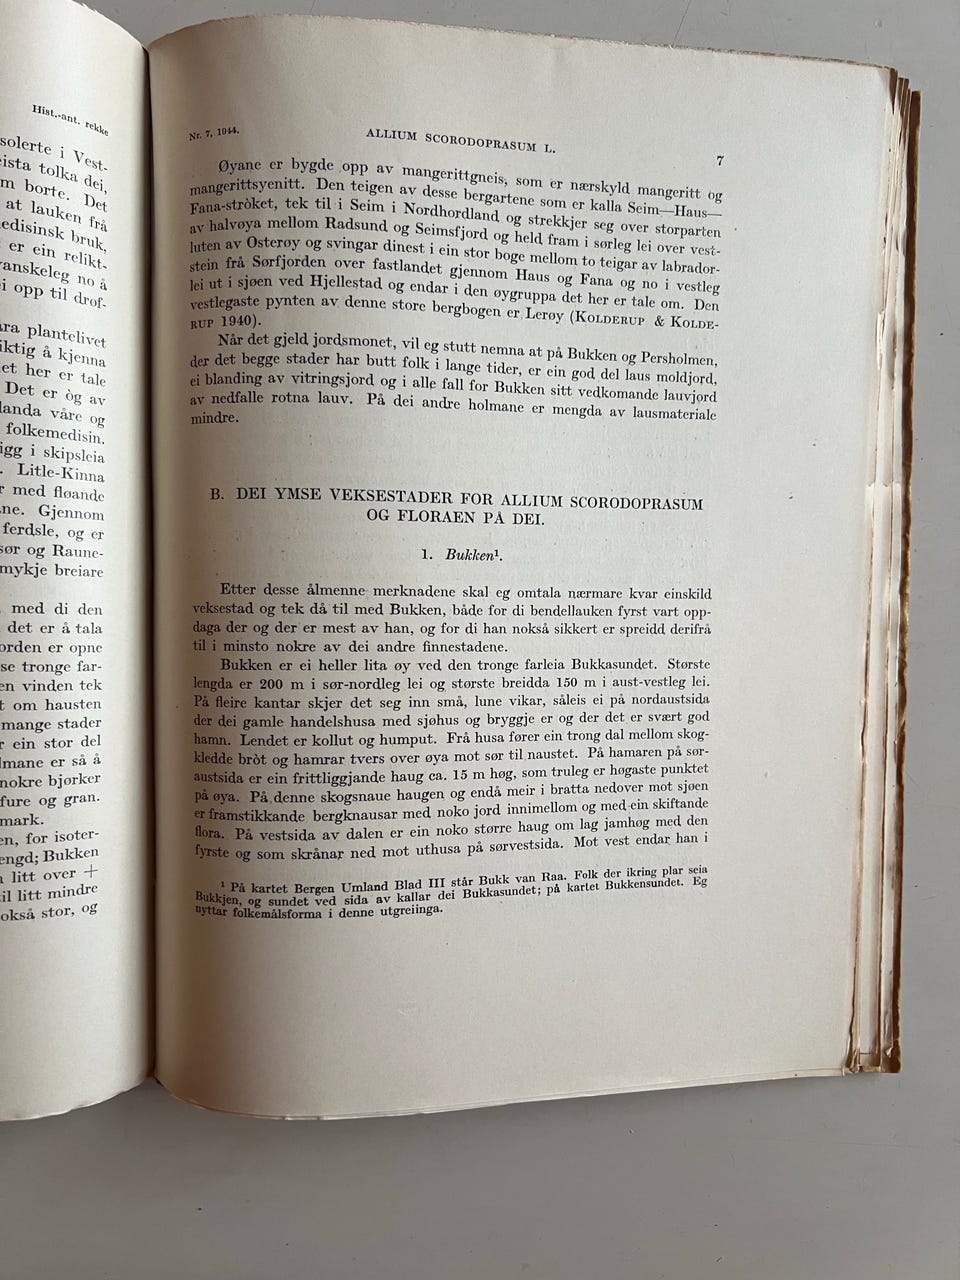 Hist.-ant. rekke
solerte i Vest-
ista tolka dei,
m borte. Det
at lauken frå
edisinsk bruk,
er ein relikt-
vanskeleg no å
i opp til drøf-
ra plantelivet
iktig å kjenna
et her er tale
Det er òg av
landa våre og
folkemedisin.
igg i skipsleia
. Litle-Kinna
r med fløande
ne. Gjennom
ferdsle, og er
sør og Raune-
mykje breiare
, med di den
det er å tala
orden er opne
se tronge far-
en vinden tek
t om hausten
mange stader
r ein stor del
lmane er så å
nokre bjørker
fure og gran.
mark.
en, for isoter-
engd; Bukken
litt over +
il litt mindre
også stor, og
Nr. 7, 1944.
ALLIUM SCORODOPRASUM L.
7
Øyane er bygde opp av mangerittgneis, som er nærskyld mangeritt og
mangerittsyenitt. Den teigen av desse bergartene som er kalla Seim—Haus—
Fana-stròket, tek til i Seim i Nordhordland og strekkjer seg over storparten
av halvøya mellom Radsund og Seimsfjord og held fram i sørleg lei over vest-
luten av Osterøy og svingar dinest i ein stor boge mellom to teigar av labrador-
stein frå Sørfjorden over fastlandet gjennom Haus og Fana og no i vestleg
lei ut i sjøen ved Hjellestad og endar i den øygruppa det her er tale om. Den
vestlegaste pynten av denne store bergbogen er Lerøy (KOLDERUP & KOLDE-
RUP 1940).
Når det gjeld jordsmonet, vil eg stutt nemna at på Bukken og Persholmen,
der det begge stader har butt folk i lange tider, er ein god del laus moldjord,
ei blanding av vitringsjord og i alle fall for Bukken sitt vedkomande lauvjord
av nedfalle rotna lauv. På dei andre holmane er mengda av lausmateriale
mindre.
B. DEI YMSE VEKSESTADER FOR ALLIUM SCORODOPRASUM
OG FLORAEN PÅ DEI.
1. Bukken¹.
Etter desse ålmenne merknadene skal eg omtala nærmare kvar einskild
veksestad og tek då til med Bukken, både for di bendellauken fyrst vart opp-
daga der og der er mest av han, og for di han nokså sikkert er spreidd derifrå
til i minsto nokre av dei andre finnestadene.
Bukken er ei heller lita øy ved den tronge farleia Bukkasundet. Største
lengda er 200 m i sør-nordleg lei og største breidda 150 m i aust-vestleg lei.
På fleire kantar skjer det seg inn små, lune vikar, såleis ei på nordaustsida
der dei gamle handelshusa med sjøhus og bryggje er og der det er svært god
hamn. Lendet er kollut og humput. Frå husa fører ein trong dal mellom skog-
kledde bròt og hamrar tvers over øya mot sør til naustet. På hamaren på sør-
austsida er ein frittliggjande haug ca. 15 m høg, som truleg er høgaste punktet
på øya. På denne skogsnaue haugen og endå meir i bratta nedover mot sjøen
er framstikkande bergknausar med noko jord innimellom og med ein skiftande
flora. På vestsida av dalen er ein noko større haug om lag jamhøg med den
fyrste og som skrånar ned mot uthusa på sørvestsida. Mot vest endar han i
¹ På kartet Bergen Umland Blad III står Bukk van Raa. Folk der ikring plar seia
Bukkjen, og sundet ved sida av kallar dei Bukkasundet; på kartet Bukkensundet. Eg
nyttar folkemålsforma i denne utgreiinga.